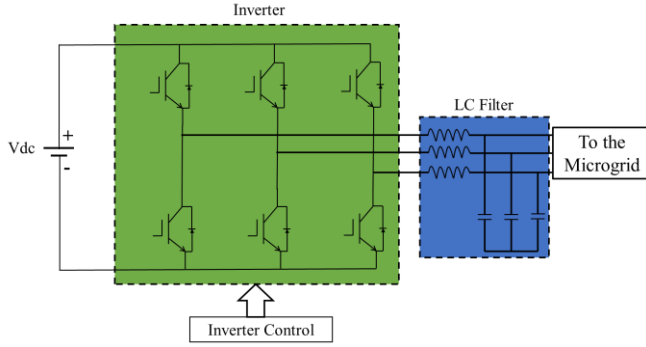 Inverter
LC Filter
Vdc
+
-
To the
Microgrid
Inverter Control